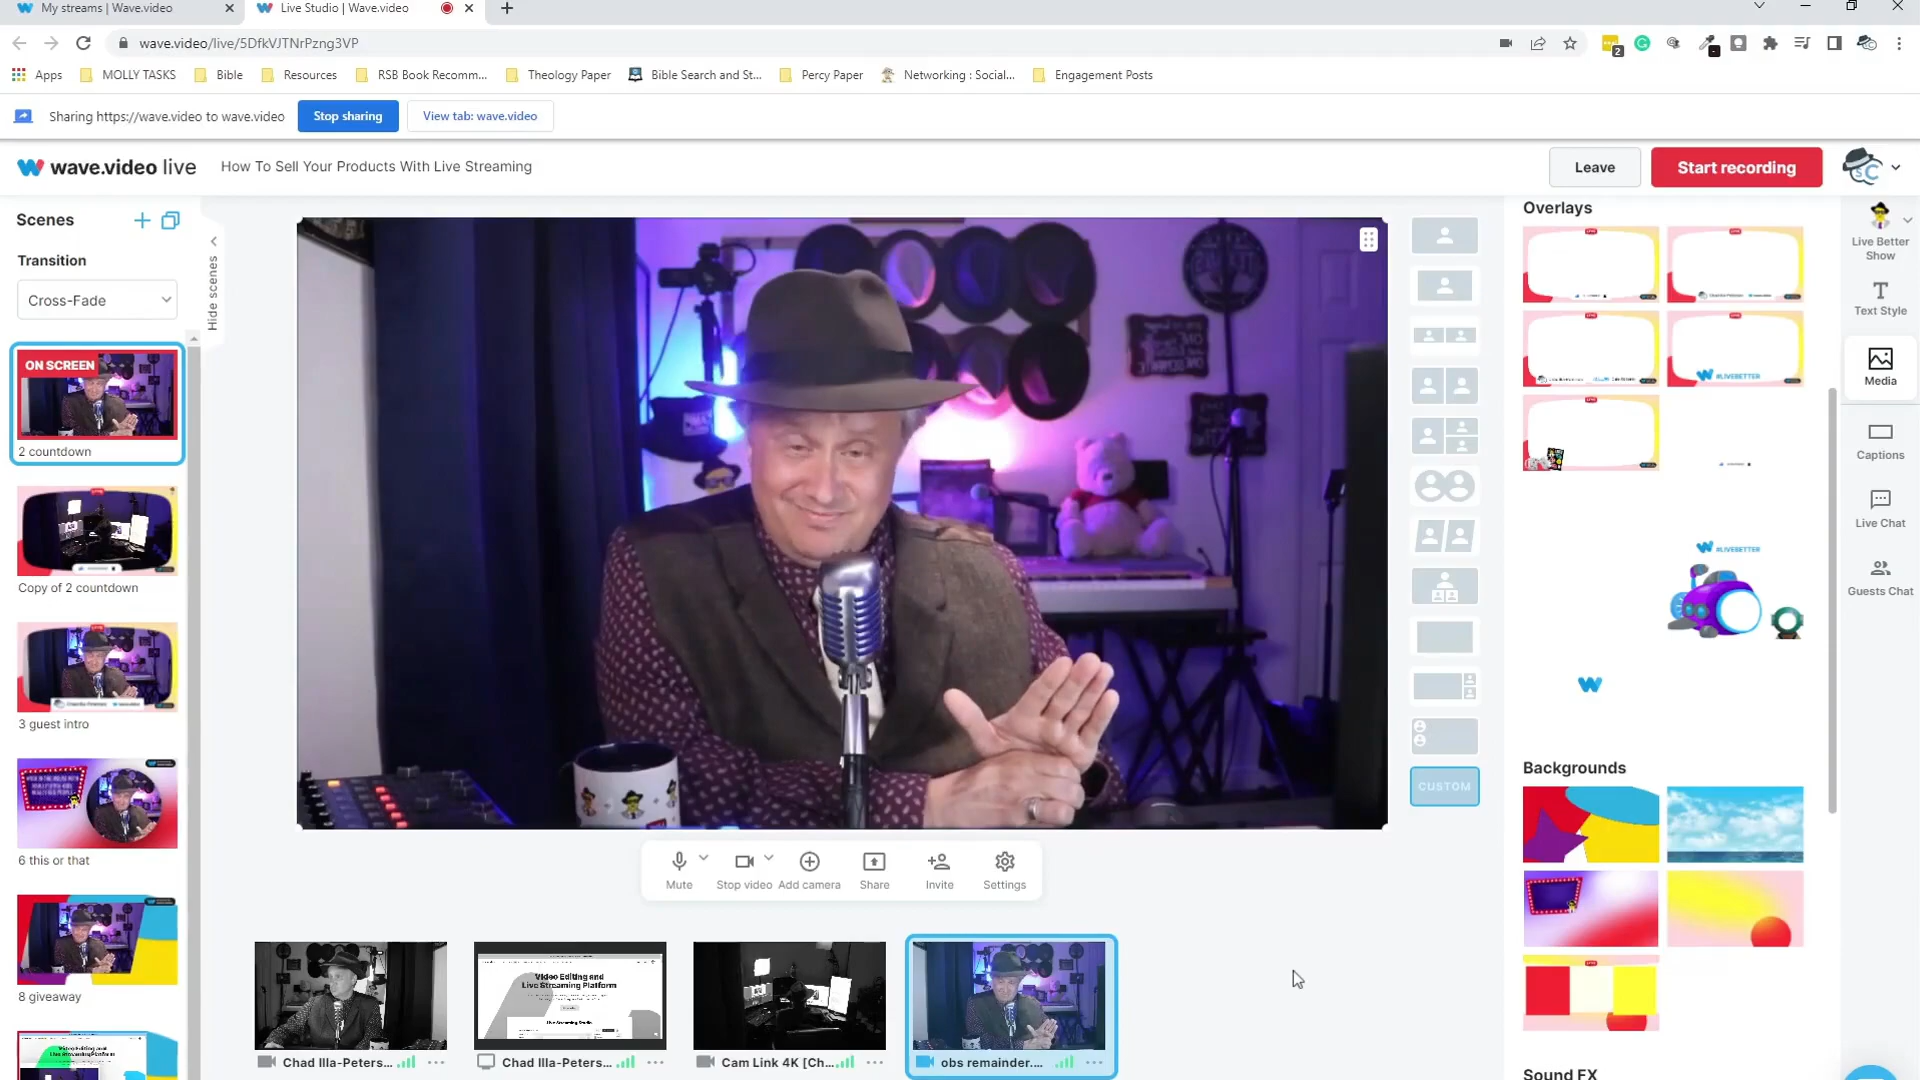 My streams | Wave.video
Live Studio | Wave.video
wave.video/live/5DfkVJTNrPzng3VP
2
Apps
MOLLY TASKS
Bible
Resources
RSB Book Recomm...
Theology Paper
Bible Search and St...
Percy Paper
Networking : Social...
Engagement Posts
Sharing https://wave.video to wave.video
Stop sharing
View tab: wave.video
wave.video live
How To Sell Your Products With Live Streaming
Leave
Start recording
Scenes
Transition
Cross-Fade
Hide scenes
ON SCREEN
2 countdown
Copy of 2 countdown
3 guest intro
6 this or that
8 giveaway
CUSTOM
Mute
Stop video
Add camera
Share
Invite
Settings
Video Editing and
Live Streaming Platform
Chad Illa-Peters...
Chad Illa-Peters...
Cam Link 4K [Ch...
obs remainder....
Overlays
#LIVEBETTER
#LIVEBETTER
Backgrounds
Sound FX
Live Better
Show
Text Style
Media
Captions
Live Chat
Guests Chat